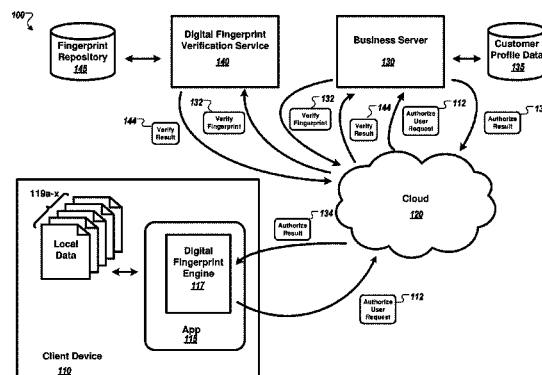 100
Fingerprint
Repository
145
Digital Fingerprint
Verification Service
140
Business Server
130
Customer
Profile Data
135
144
Verify
Result
132
Verify
Fingerprint
132
Verify
Fingerprint
144
Verify
Result
112
Authorize
User
Request
Authorize
Result
119a-x
Local
Data
Digital
Fingerprint
Engine
117
App
115
Client Device
110
Cloud
120
134
Authorize
Result
112
Authorize
User
Request